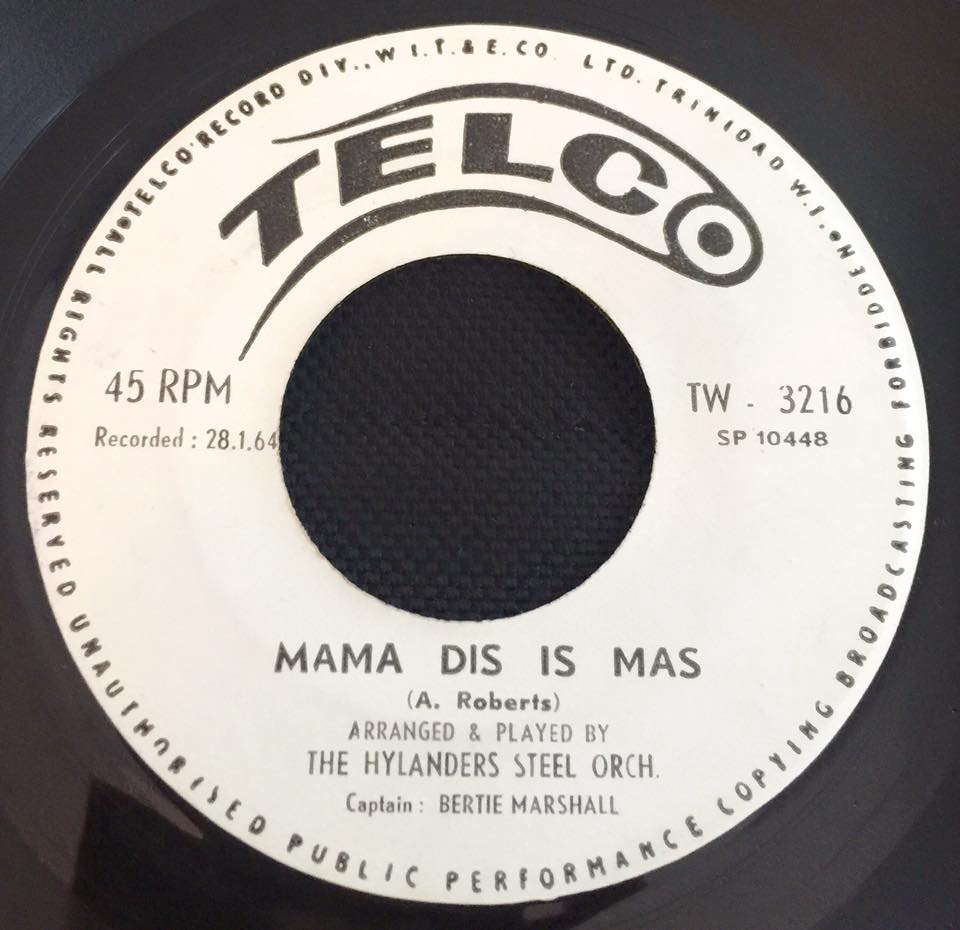 TELCO RECORD DIV., W I.T. & E. CO. LTD. TRINIDAD W.I.
TELCO
45 RPM
Recorded : 28.1.64
TW - 3216
SP 10448
MAMA DIS IS MAS
(A. Roberts)
ARRANGED & PLAYED BY
THE HYLANDERS STEEL ORCH.
Captain : BERTIE MARSHALL
ALL RIGHTS RESERVED UNAUTHORISED PUBLIC PERFORMANCE COPYING BROADCASTING FORBIDDEN